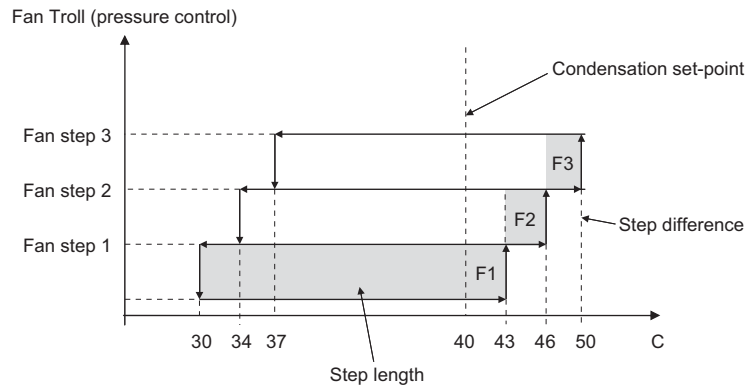 Fan Troll (pressure control)
Condensation set-point
Fan step 3
F3
Fan step 2
F2
Step difference
Fan step 1
F1
30 34 37 40 43 46 50 C
Step length